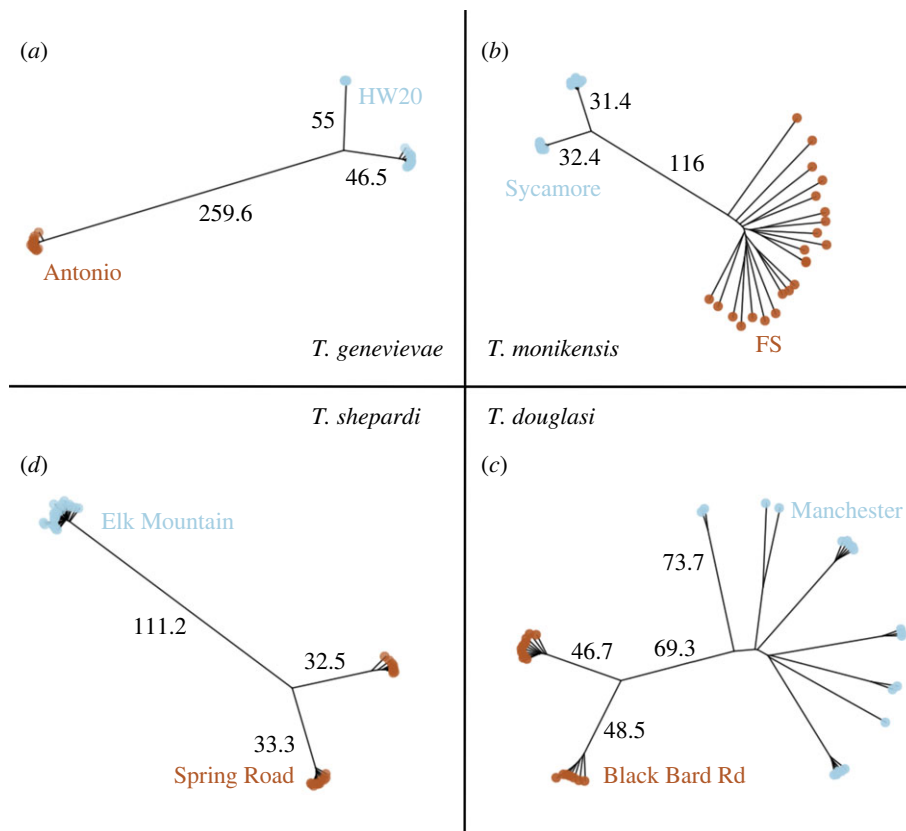 (a)
HW20
55
46.5
259.6
Antonio
T. genevievae
(b)
31.4
32.4
116
Sycamore
FS
T. monikensis
T. shepardi
(d)
Elk Mountain
111.2
32.5
33.3
Spring Road
T. douglasi
(c)
Manchester
73.7
46.7
69.3
48.5
Black Bard Rd